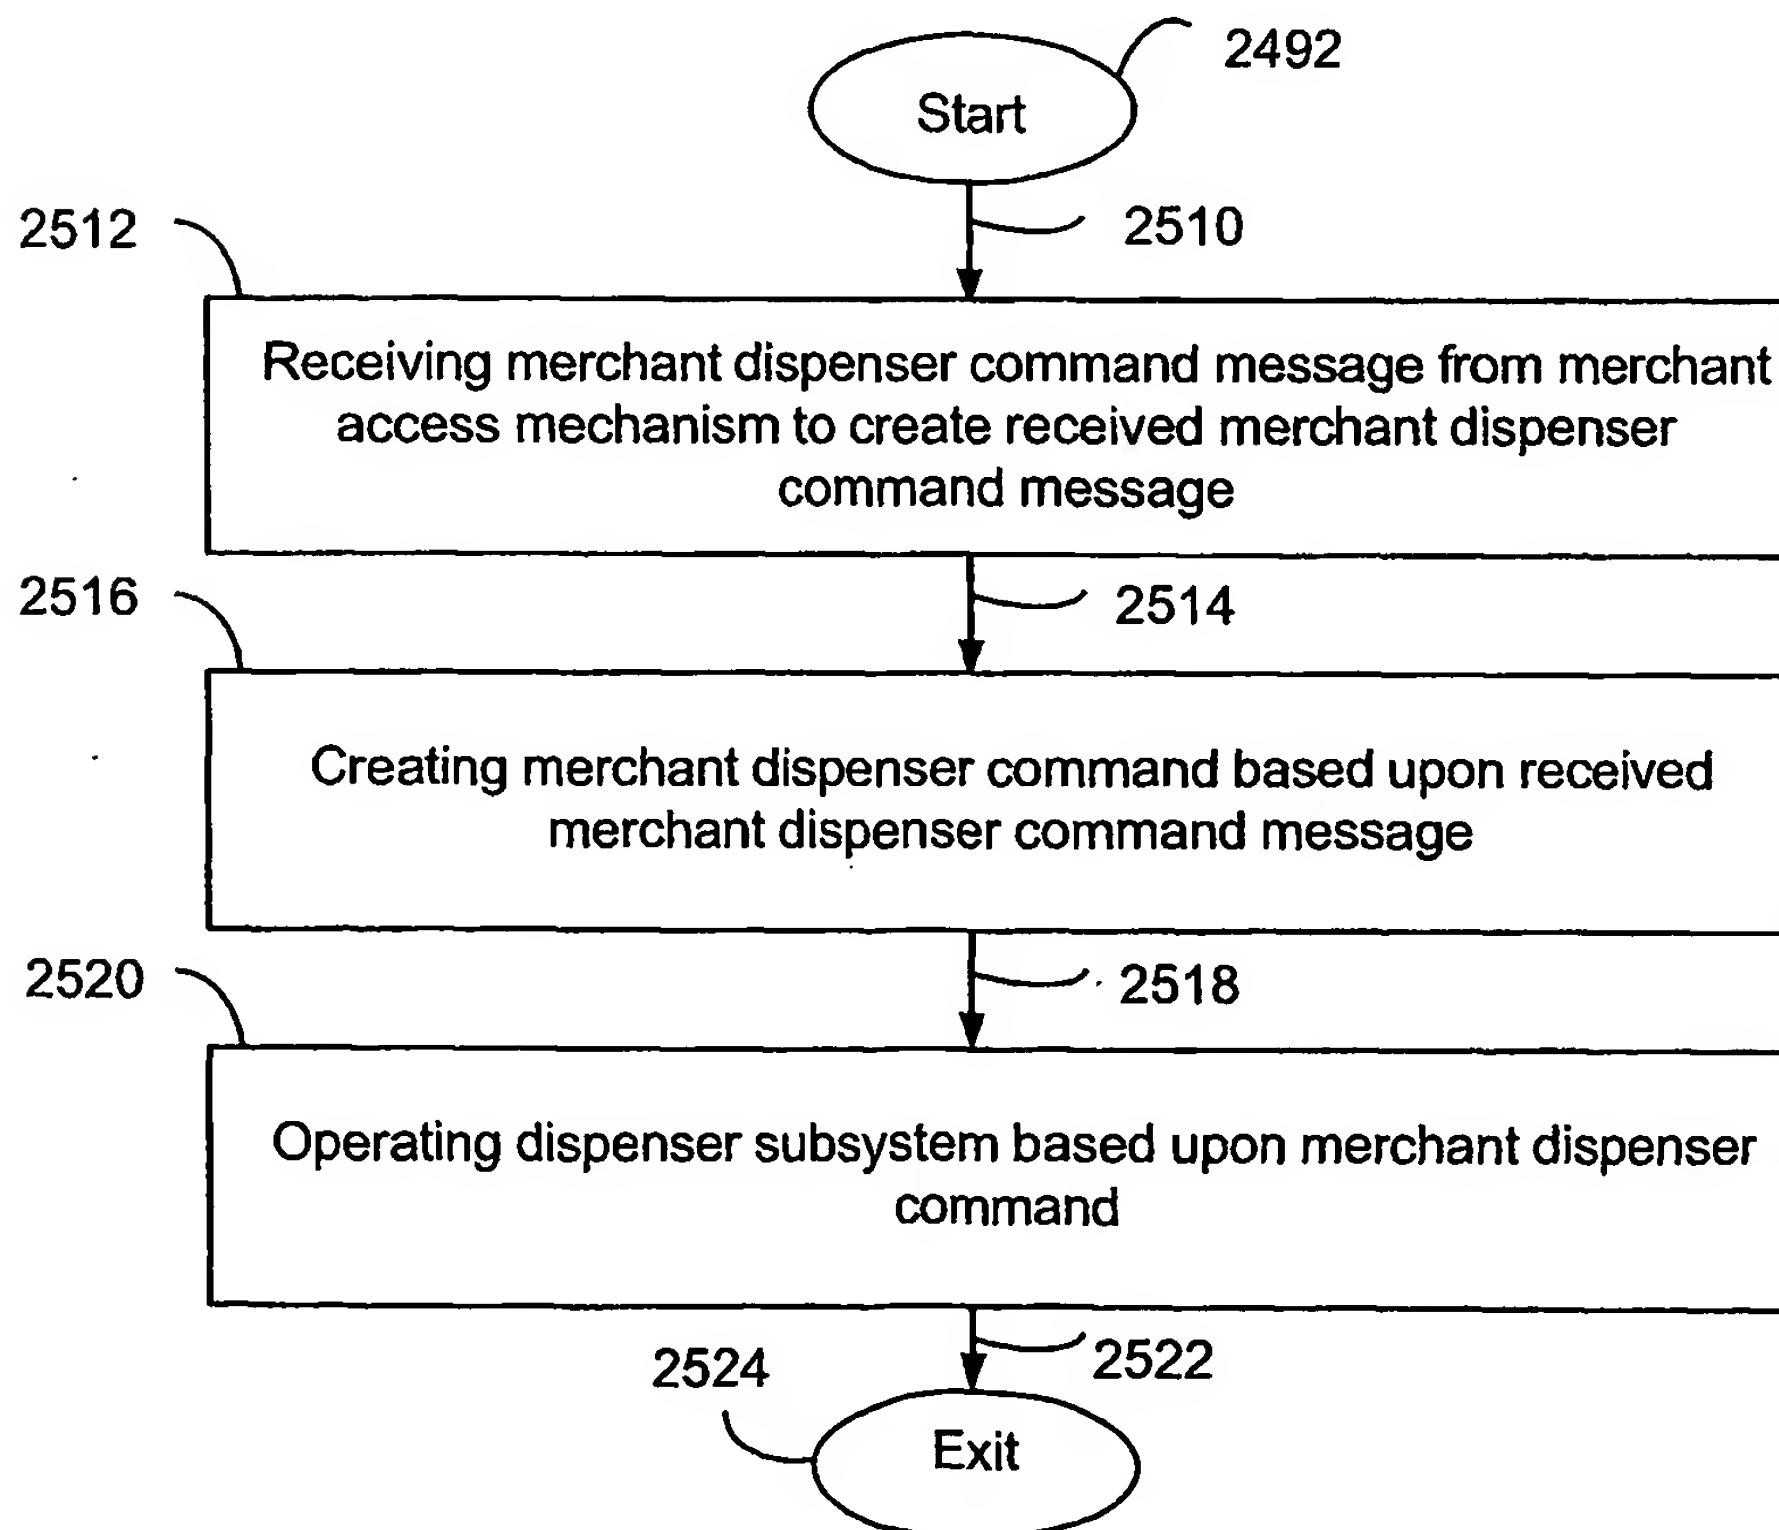 2492
Start
2510
2512
Receiving merchant dispenser command message from merchant
access mechanism to create received merchant dispenser
command message
2514
2516
Creating merchant dispenser command based upon received
merchant dispenser command message
2518
2520
Operating dispenser subsystem based upon merchant dispenser
command
2522
2524
Exit